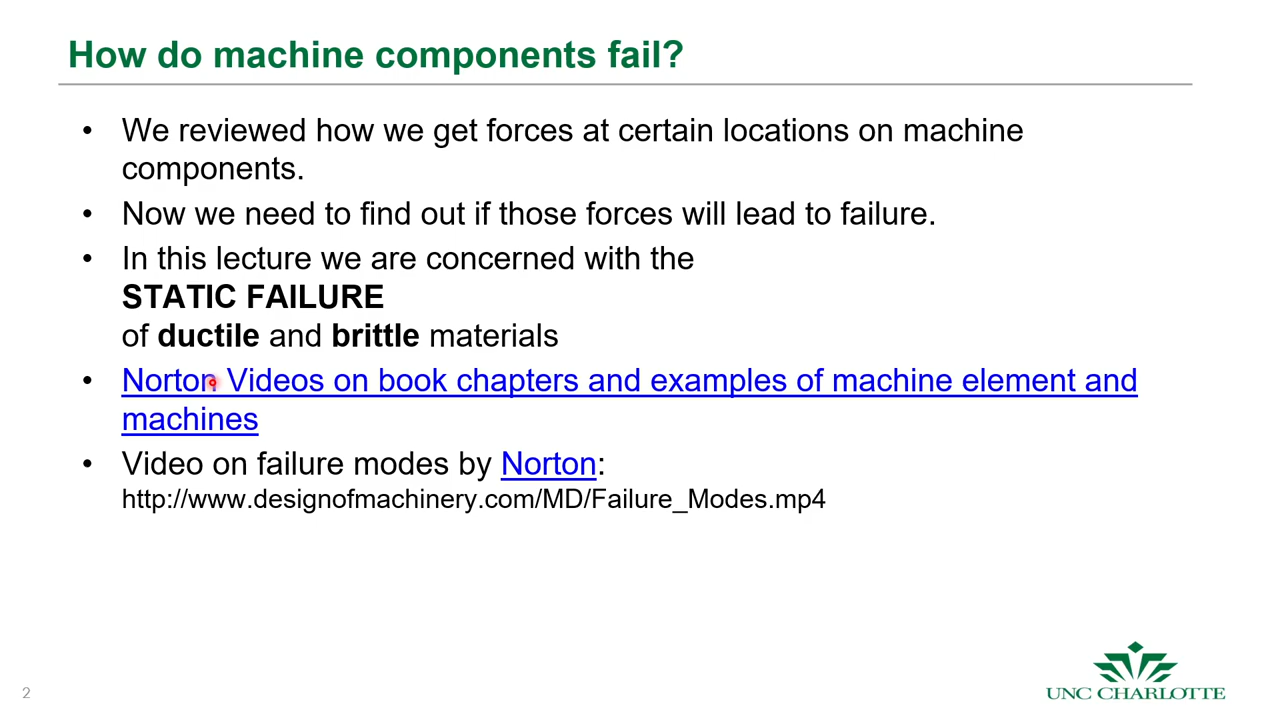 How do machine components fail?
• We reviewed how we get forces at certain locations on machine
components.
• Now we need to find out if those forces will lead to failure.
• In this lecture we are concerned with the
STATIC FAILURE
of ductile and brittle materials
• Norton Videos on book chapters and examples of machine element and
machines
• Video on failure modes by Norton:
http://www.designofmachinery.com/MD/Failure_Modes.mp4
2
UNC CHARLOTTE